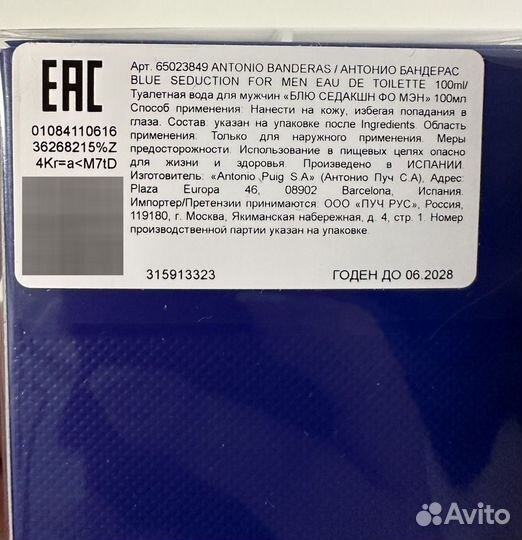 EAC
01084110616
36268215%Z
4Kr=a<M7tD
Арт. 65023849 ANTONIO BANDERAS / АНТОНИО БАНДЕРАС
BLUE SEDUCTION FOR MEN EAU DE TOILETTE 100ml/
Туалетная вода для мужчин «БЛЮ СЕДАКШН ФО МЭН» 100мл
Способ применения: Нанести на кожу, избегая попадания в
глаза. Состав: указан на упаковке после Ingredients. Область
применения: Только для наружного применения. Меры
предосторожности: Использование в пищевых целях опасно
для жизни и здоровья. Произведено в ИСПАНИИ.
Изготовитель: «Antonio Puig S.A» (Антонио Пуч С.А), Адрес:
Plaza Europa 46, 08902 Barcelona, Испания.
Импортер/Претензии принимаются: ООО «ПУЧ РУС», Россия,
119180, г. Москва, Якиманская набережная, д. 4, стр. 1. Номер
производственной партии указан на упаковке.
315913323
ГОДЕН ДО 06.2028
Avito